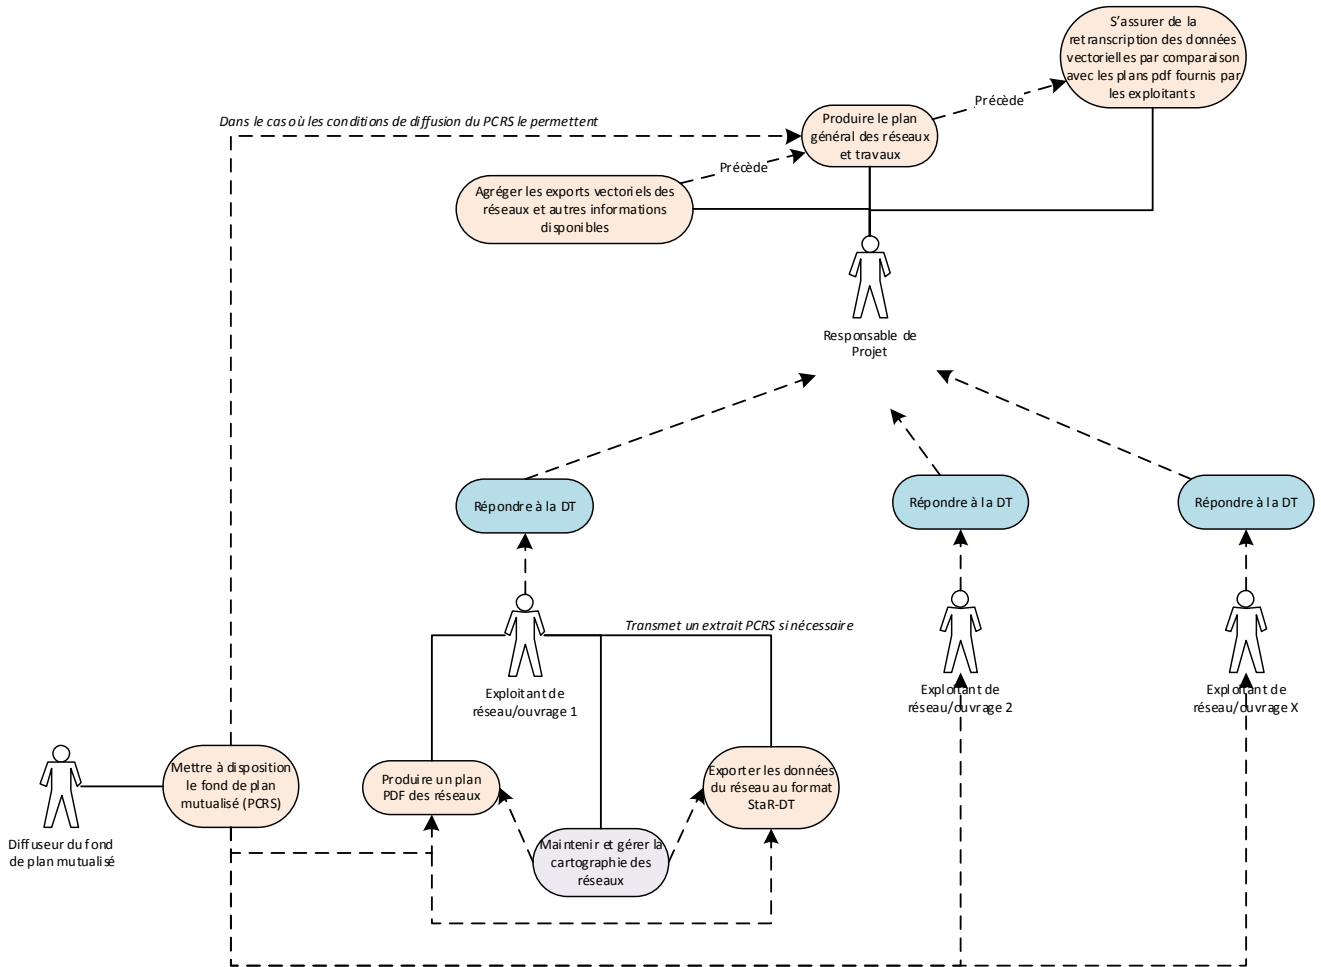 S’assurer de la
retranscription des données
vectorielles par comparaison
avec les plans pdf fournis par
les exploitants
Précède
Dans le cas où les conditions de diffusion du PCRS le permettent
Produire le plan
général des réseaux
et travaux
Précède
Agréger les exports vectoriels des
réseaux et autres informations
disponibles
Responsable de
Projet
Répondre à la DT
Répondre à la DT
Répondre à la DT
Transmet un extrait PCRS si nécessaire
Exploitant de
réseau/ouvrage 1
Exploitant de
réseau/ouvrage 2
Exploitant de
réseau/ouvrage X
Mettre à disposition
le fond de plan
mutualisé (PCRS)
Produire un plan
PDF des réseaux
Exporter les données
du réseau au format
StaR-DT
Diffuseur du fond
de plan mutualisé
Maintenir et gérer la
cartographie des
réseaux